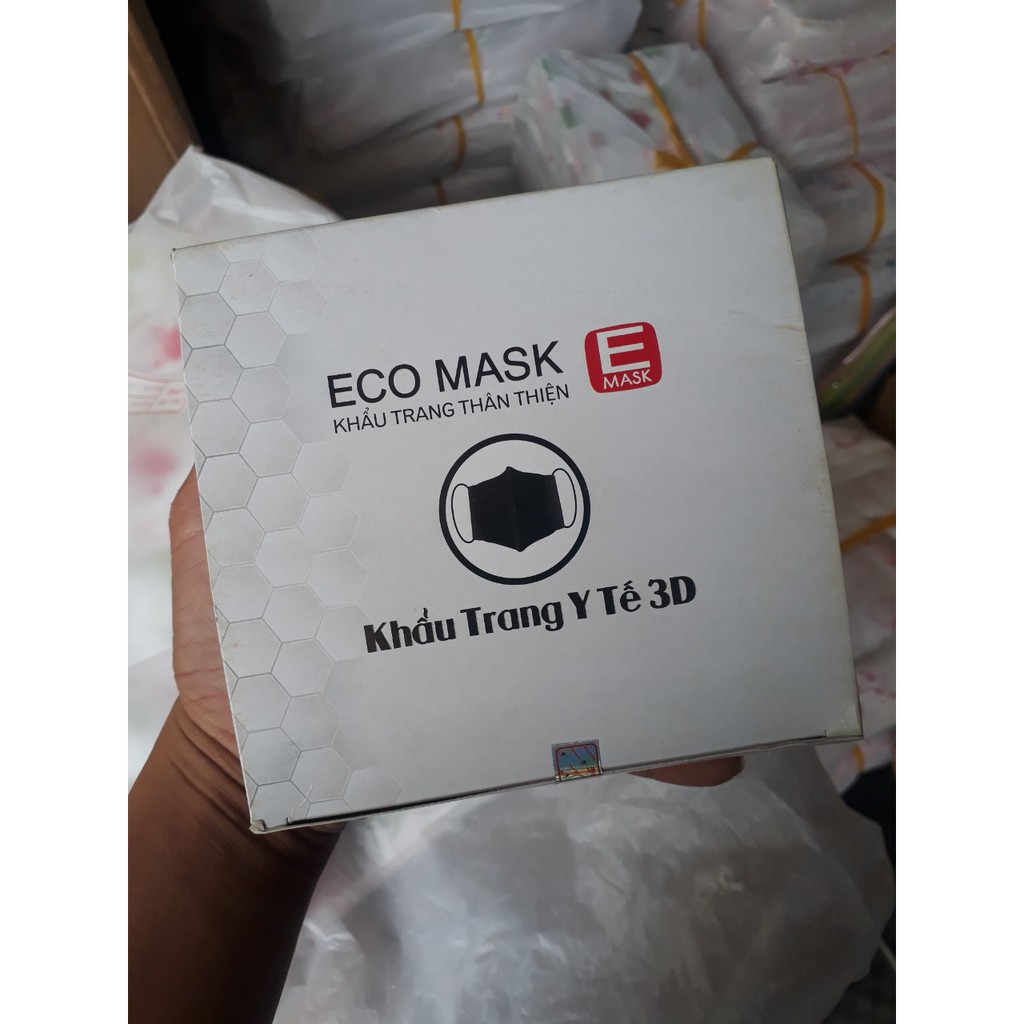 ECO MASK
KHẨU TRANG THÂN THIỆN
E
MASK
Khẩu Trang Y Tế 3D